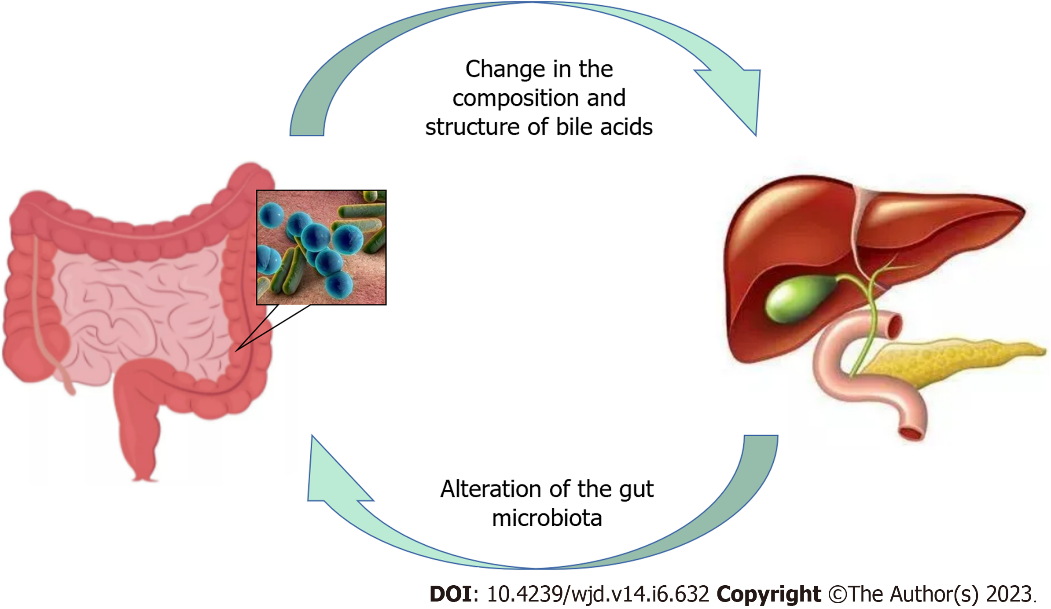 Change in the
composition and
structure of bile acids
Alteration of the gut
microbiota
DOI: 10.4239/wjd.v14.i6.632 Copyright ©The Author(s) 2023.